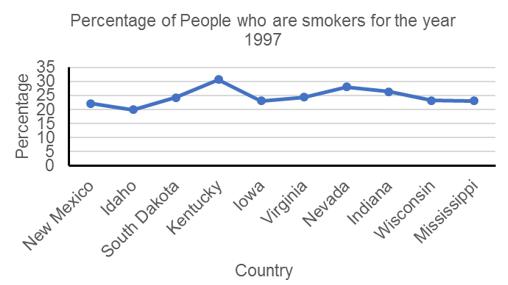 Percentage of People who are smokers for the year
1997
Percentage
35
30
25
20
15
10
5
0
New Mexico
Idaho
South Dakota
Kentucky
Iowa
Virginia
Nevada
Indiana
Wisconsin
Mississippi
Country